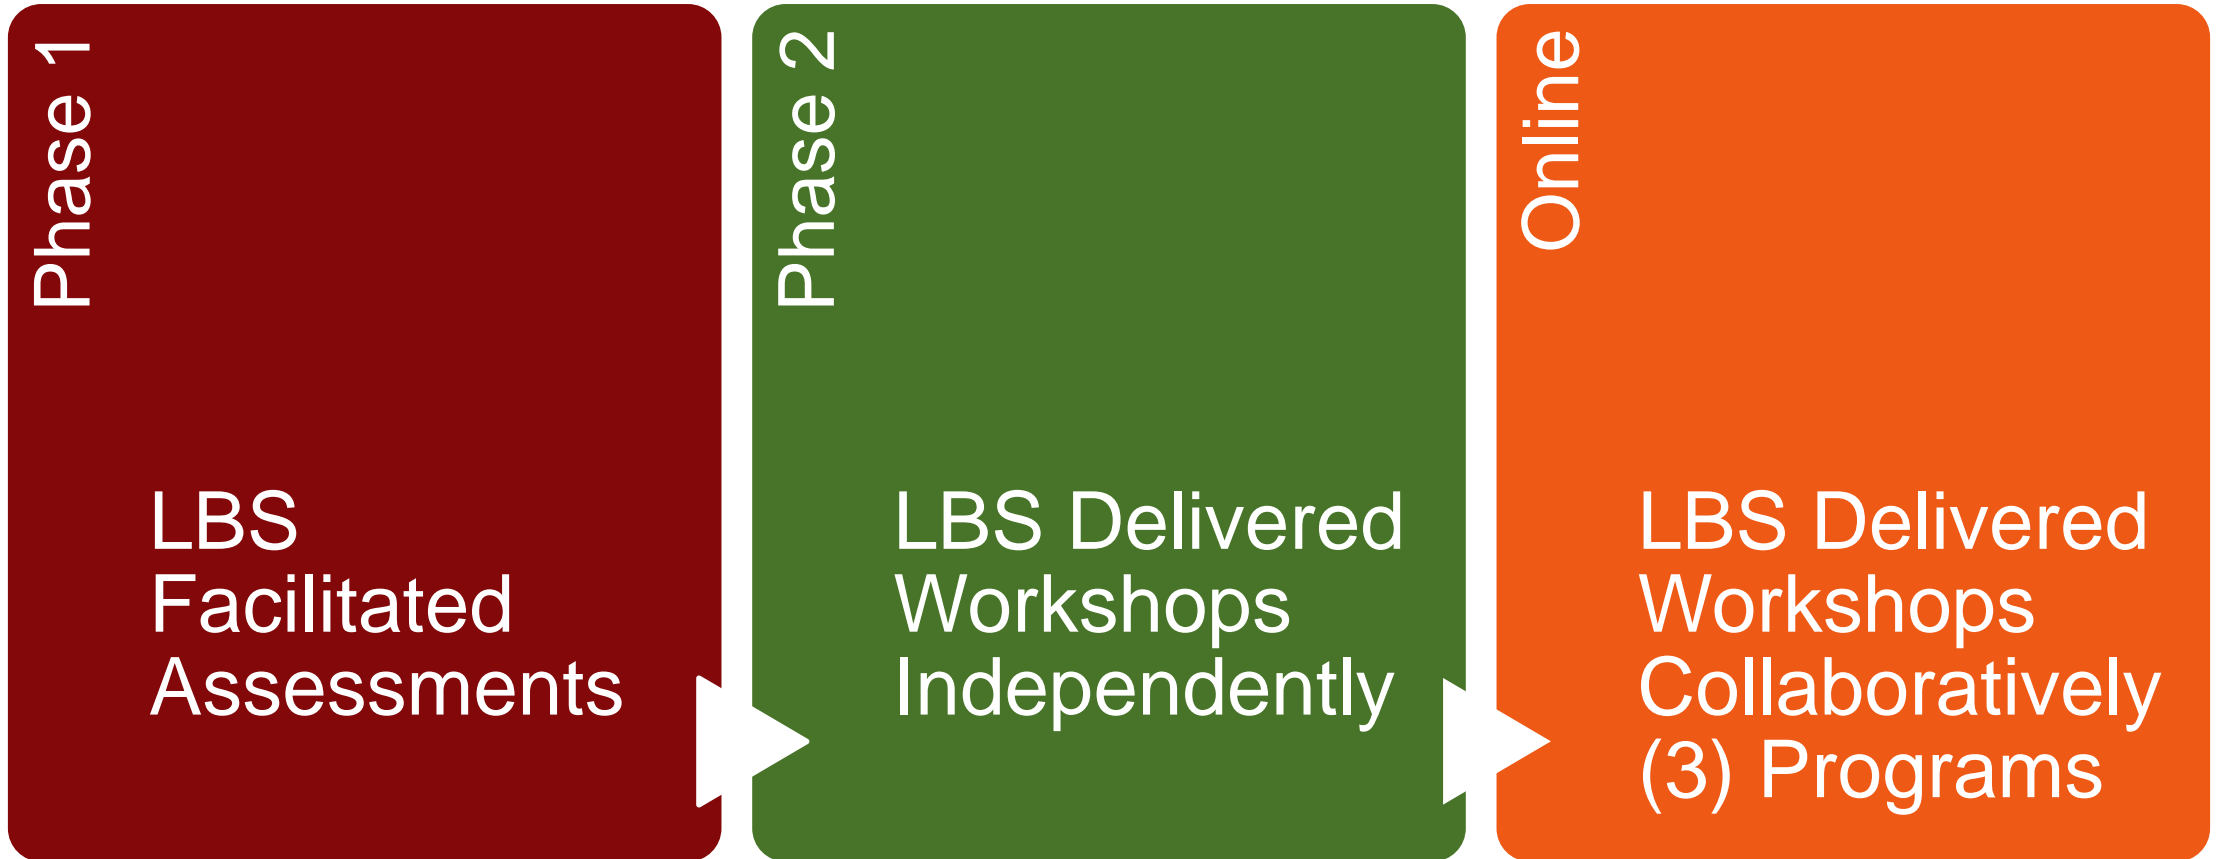 Phase 1
LBS
Facilitated
Assessments
Phase 2
LBS Delivered
Workshops
Independently
Online
LBS Delivered
Workshops
Collaboratively
(3) Programs